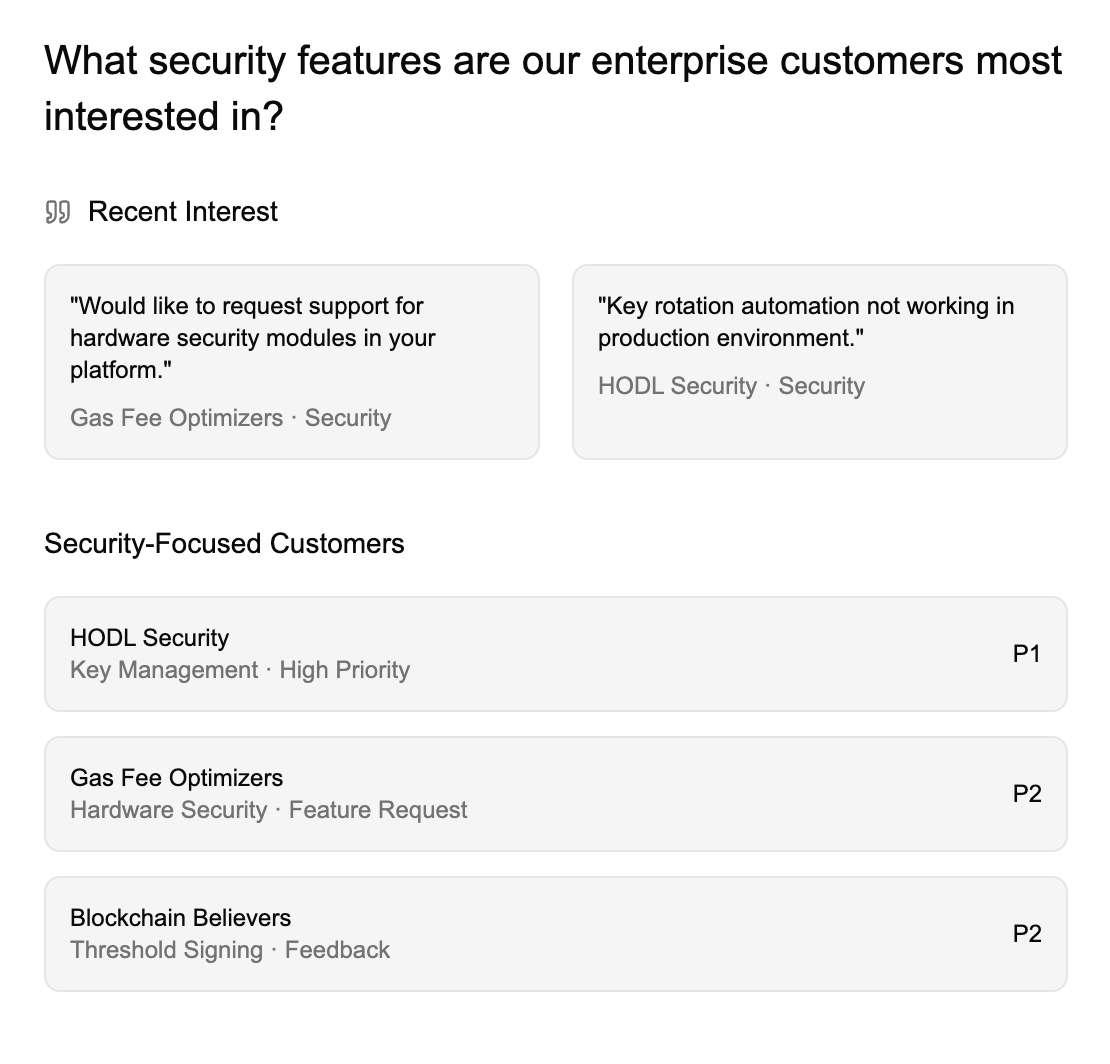 What security features are our enterprise customers most
interested in?
Recent Interest
"Would like to request support for
hardware security modules in your
platform."
Gas Fee Optimizers · Security
"Key rotation automation not working in
production environment."
HODL Security · Security
Security-Focused Customers
HODL Security
Key Management · High Priority
P1
Gas Fee Optimizers
Hardware Security · Feature Request
P2
Blockchain Believers
Threshold Signing · Feedback
P2